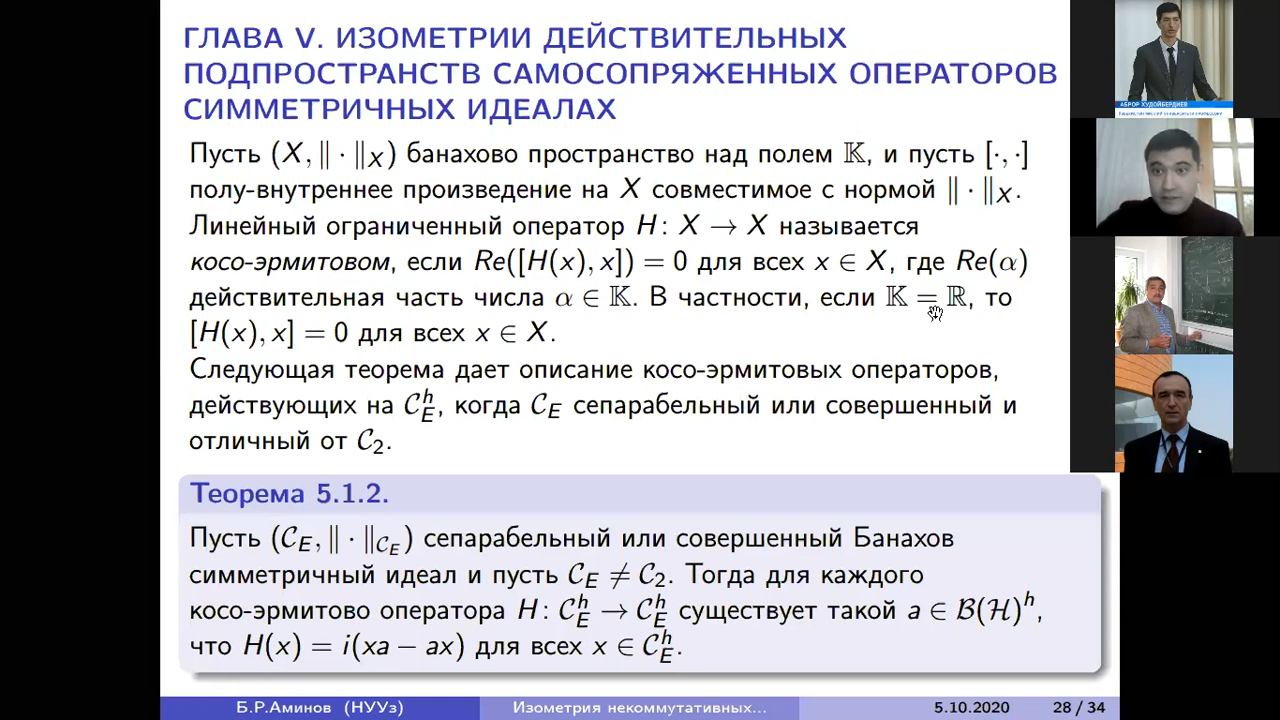 ГЛАВА V. ИЗОМЕТРИИ ДЕЙСТВИТЕЛЬНЫХ
ПОДПРОСТРАНСТВ САМОСОПРЯЖЕННЫХ ОПЕРАТОРОВ
СИММЕТРИЧНЫХ ИДЕАЛАХ
Пусть (X, ‖ · ‖_X) банахово пространство над полем 𝕂, и пусть [·, ·]
полу-внутреннее произведение на X совместимое с нормой ‖ · ‖_X.
Линейный ограниченный оператор H: X → X называется
косо-эрмитовом, если Re([H(x), x]) = 0 для всех x ∈ X, где Re(α)
действительная часть числа α ∈ 𝕂. В частности, если 𝕂 = ℝ, то
[H(x), x] = 0 для всех x ∈ X.
Следующая теорема дает описание косо-эрмитовых операторов,
действующих на 𝒞_E^h, когда 𝒞_E сепарабельный или совершенный и
отличный от 𝒞_2.
Теорема 5.1.2.
Пусть (𝒞_E, ‖ · ‖_{𝒞_E}) сепарабельный или совершенный Банахов
симметричный идеал и пусть 𝒞_E ≠ 𝒞_2. Тогда для каждого
косо-эрмитово оператора H: 𝒞_E^h → 𝒞_E^h существует такой a ∈ ℬ(ℋ)^h,
что H(x) = i(xa − ax) для всех x ∈ 𝒞_E^h.
Б.Р.Аминов (НУУз) Изометрия некоммутативных... 5.10.2020 28 / 34
АБРОР ХУДОЙБЕРДИЕВ